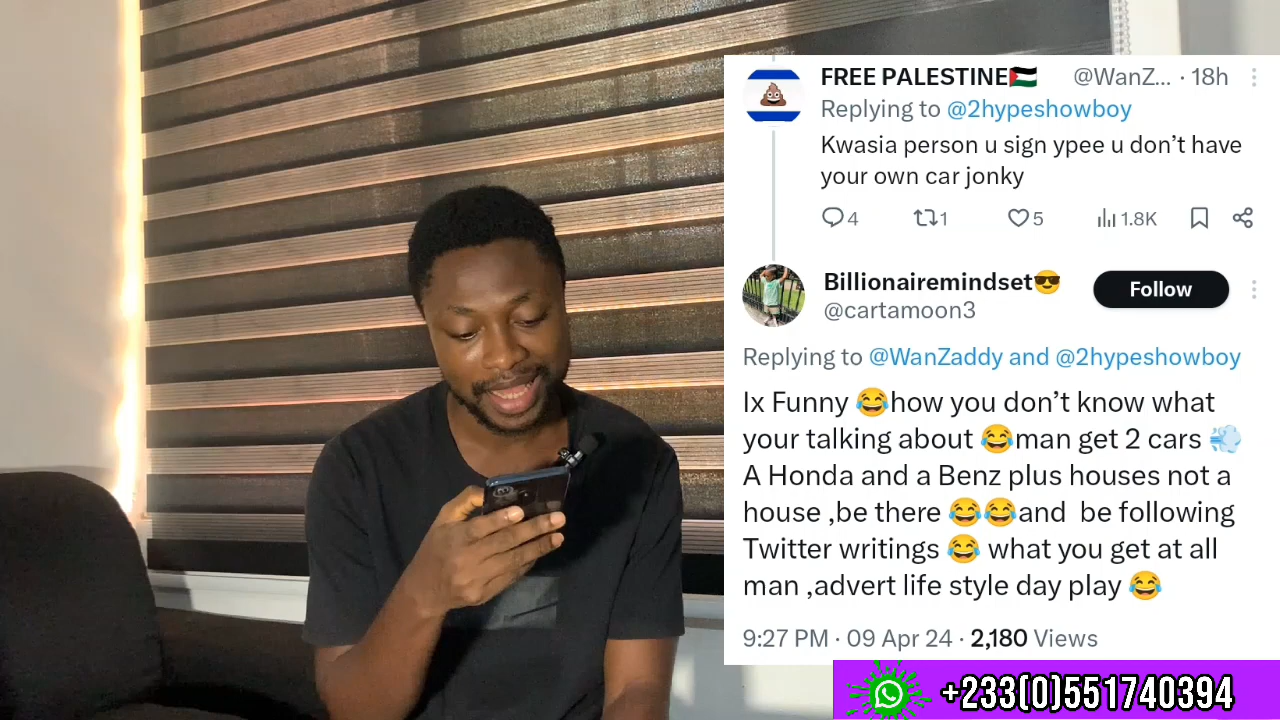 FREE PALESTINE🇵🇸 @WanZ... · 18h
Replying to @2hypeshowboy
Kwasia person u sign ypee u don’t have
your own car jonky
4 1 5 1.8K
Billionairemindset😎
Follow
@cartamoon3
Replying to @WanZaddy and @2hypeshowboy
Ix Funny 😂how you don’t know what
your talking about 😂man get 2 cars 💨
A Honda and a Benz plus houses not a
house ,be there 😂😂and be following
Twitter writings 😂 what you get at all
man ,advert life style day play 😂
9:27 PM · 09 Apr 24 · 2,180 Views
+233(0)551740394